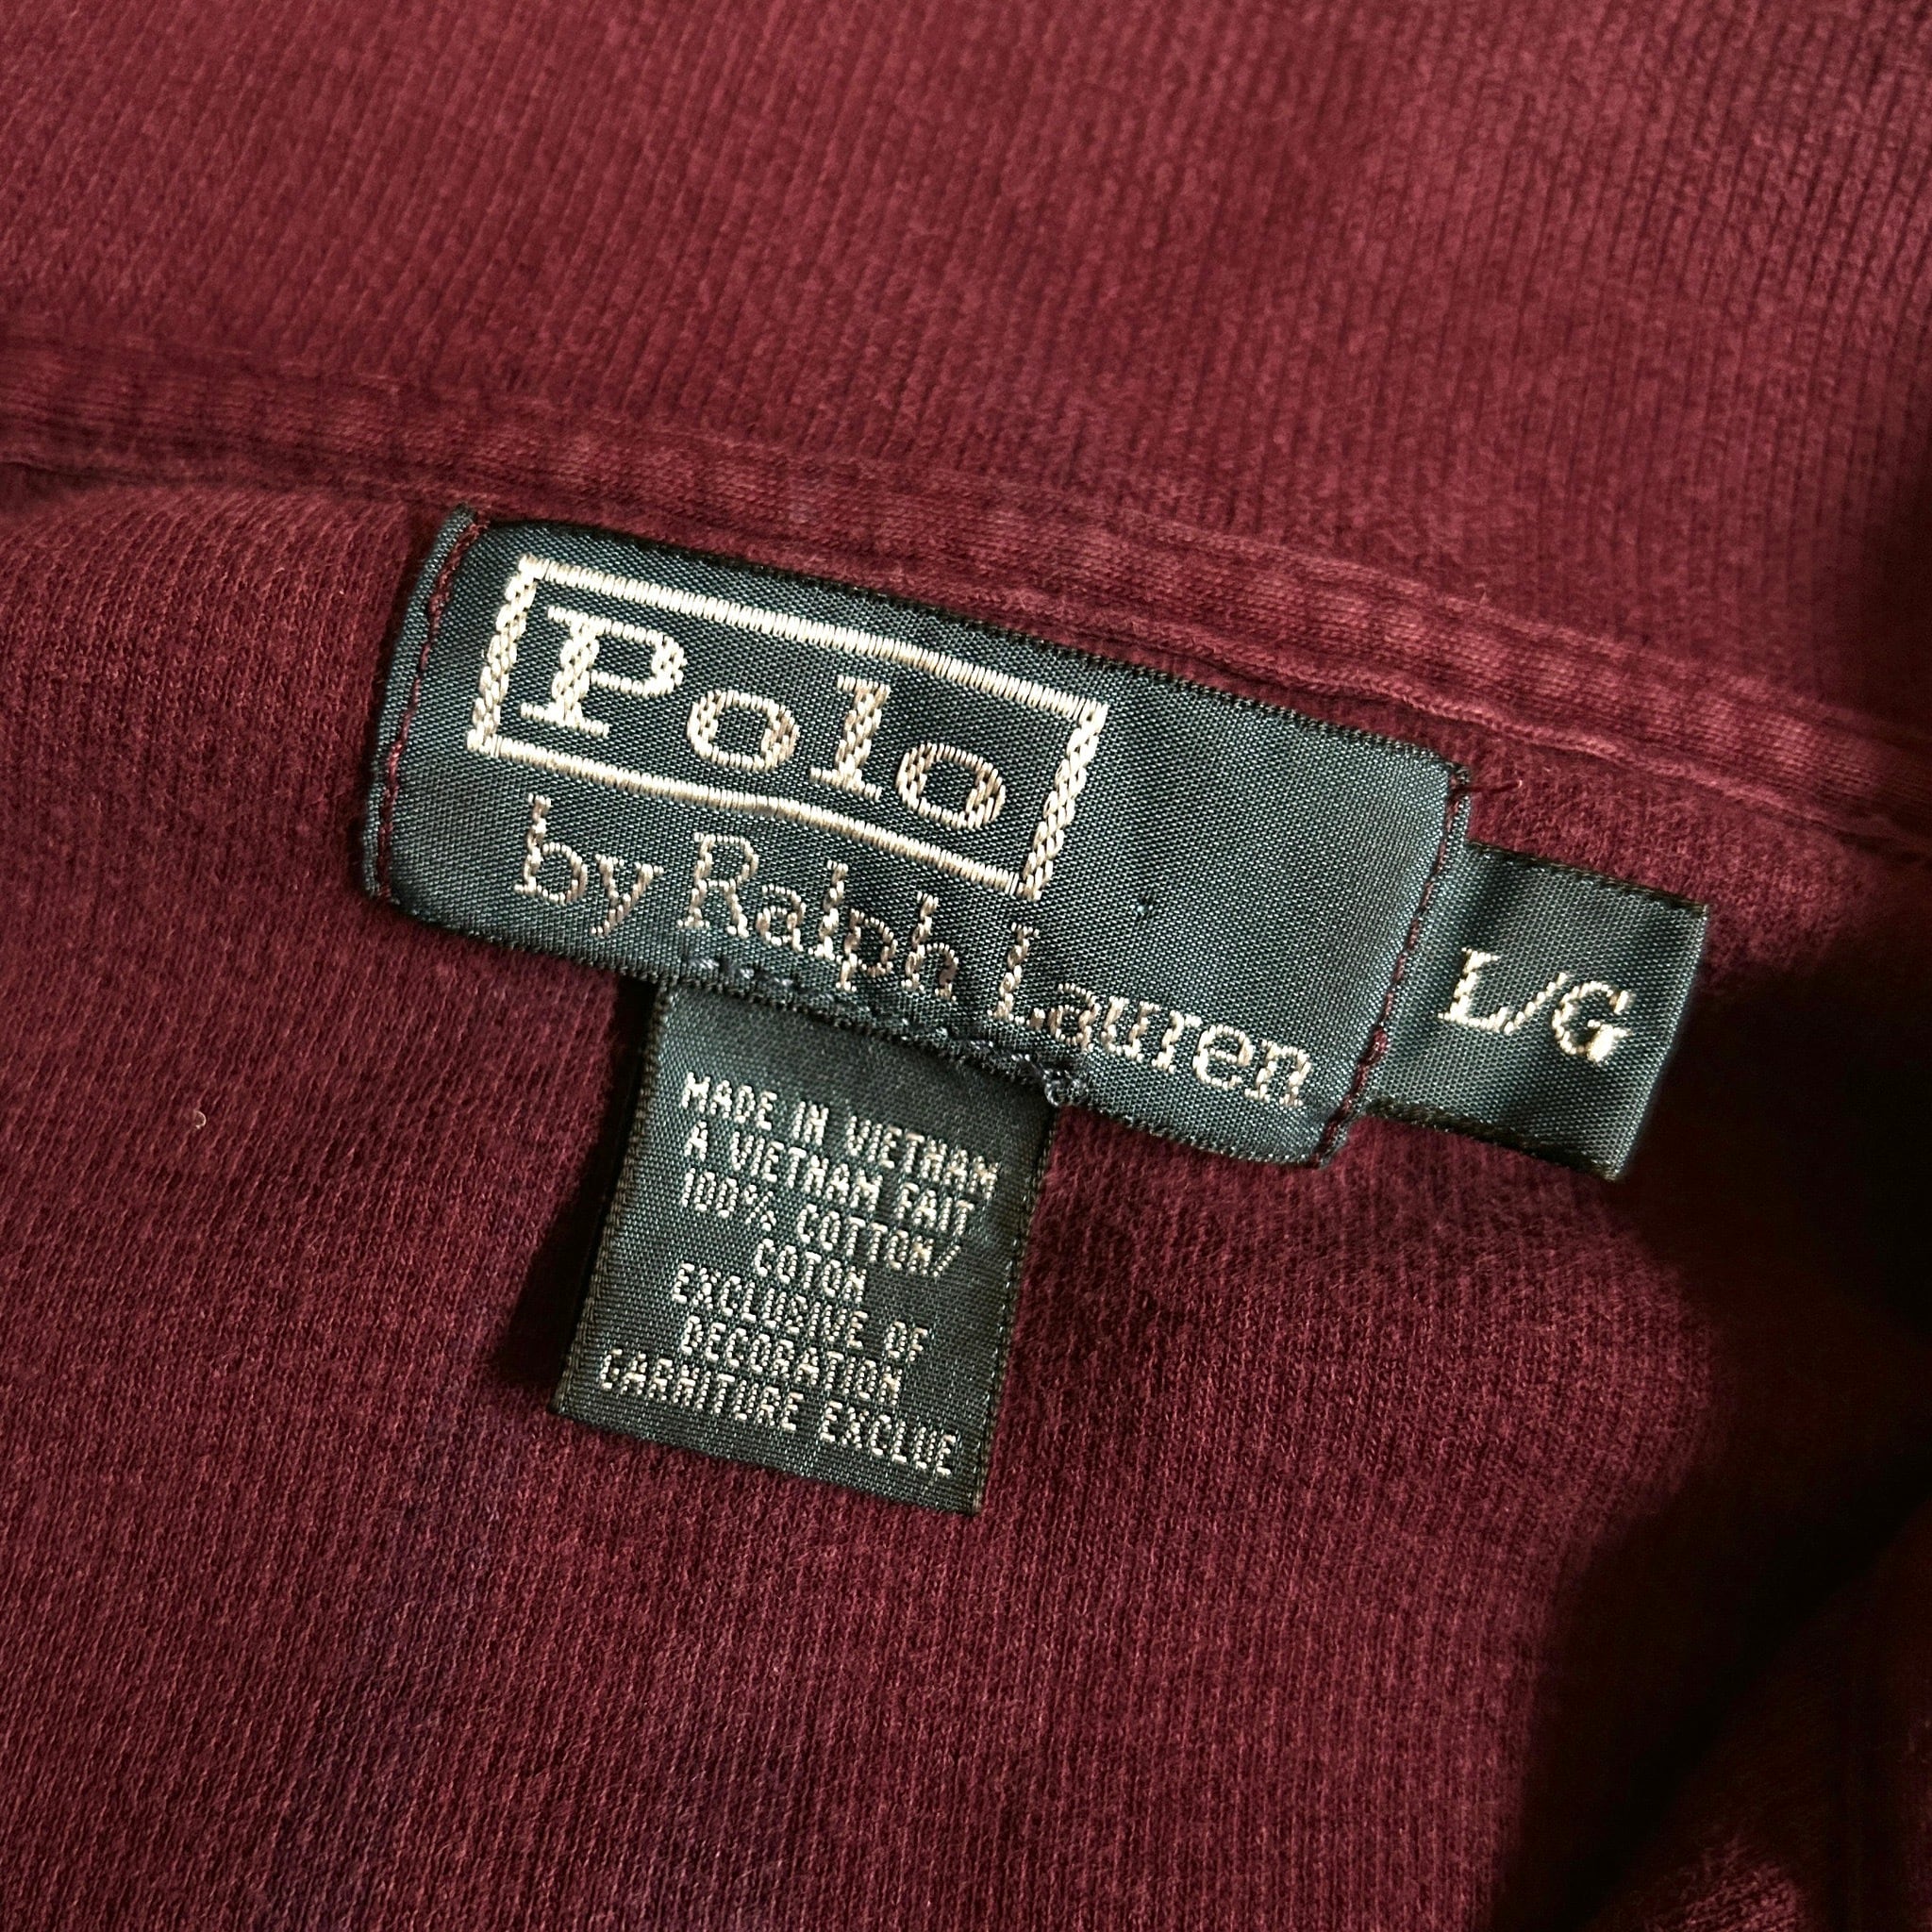 Polo
by Ralph Lauren
L/G
MADE IN VIETNAM
A VIETNAM FAIT
100% COTTON/
COTON
EXCLUSIVE OF
DECORATION
GARNITURE EXCLUE